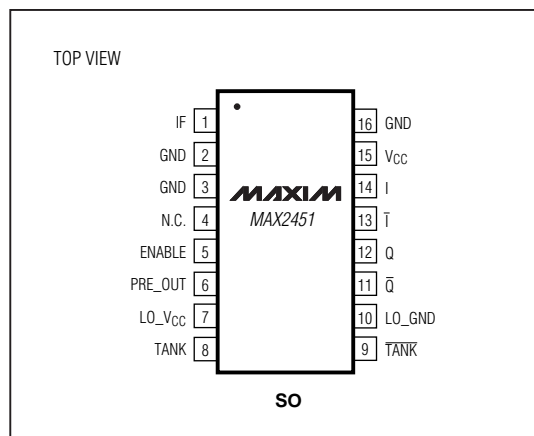 TOP VIEW
IF 1
GND 2
GND 3
N.C. 4
ENABLE 5
PRE_OUT 6
LO_VCC 7
TANK 8
MAXIM
MAX2451
16 GND
15 VCC
14 I
13 I̅
12 Q
11 Q̅
10 LO_GND
9 T̅A̅N̅K̅
SO